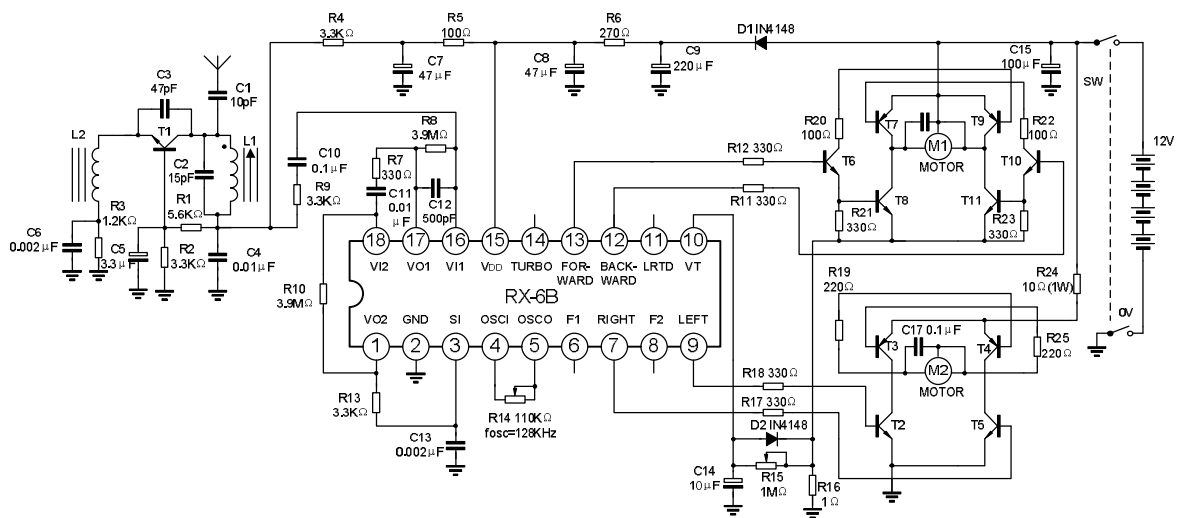 R4
3.3KΩ
R5
100Ω
R6
270Ω
D1 IN4148
C7
47μF
C8
47μF
C9
220μF
C15
100μF
SW
12V
0V
C3
47pF
C1
10pF
T1
L2
L1
C2
15pF
R1
5.6KΩ
R3
1.2KΩ
R2
3.3KΩ
C6
0.002μF
C5
3.3μF
C4
0.01μF
C10
0.1μF
R9
3.3KΩ
R8
3.9MΩ
R7
330Ω
C11
0.01
μF
C12
500pF
R12 330Ω
R11 330Ω
R20
100Ω
T7
T9
R22
100Ω
T6
M1
MOTOR
T10
T8
T11
R21
330Ω
R23
330Ω
18
17
16
15
14
13
12
11
10
VI2
VO1
VI1
VDD
TURBO
FOR-
WARD
BACK-
WARD
LRTD
VT
RX-6B
VO2
GND
SI
OSCI
OSCO
F1
RIGHT
F2
LEFT
1
2
3
4
5
6
7
8
9
R10
3.9MΩ
R13
3.3KΩ
C13
0.002μF
R14 110KΩ
fosc=128KHz
R19
220Ω
R24
10Ω(1W)
C17 0.1μF
T3
T4
M2
MOTOR
R25
220Ω
R18 330Ω
R17 330Ω
T2
T5
D2 IN4148
C14
10μF
R15
1MΩ
R16
1Ω